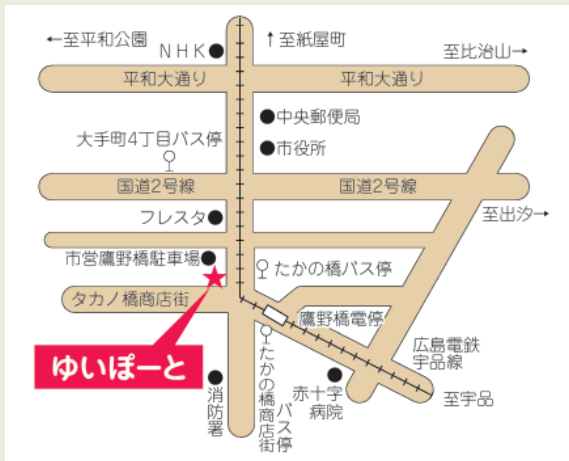 ←至平和公園
↑至紙屋町
NHK
至比治山→
平和大通り
平和大通り
中央郵便局
大手町4丁目バス停
市役所
国道2号線
国道2号線
フレスタ
至出汐→
市営鷹野橋駐車場
たかの橋バス停
タカノ橋商店街
鷹野橋電停
ゆいぽーと
広島電鉄
宇品線
消防署
たかの橋商店街
バス停
赤十字
病院
至宇品